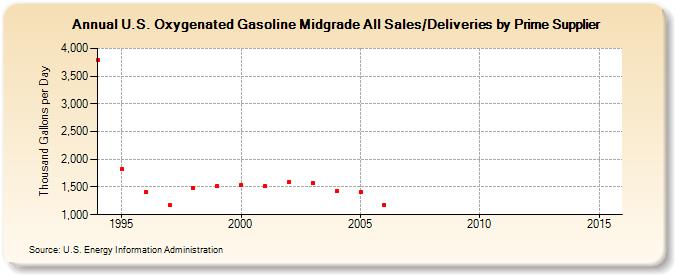 Annual U.S. Oxygenated Gasoline Midgrade All Sales/Deliveries by Prime Supplier
Thousand Gallons per Day
4,000
3,500
3,000
2,500
2,000
1,500
1,000
1995 2000 2005 2010 2015
Source: U.S. Energy Information Administration